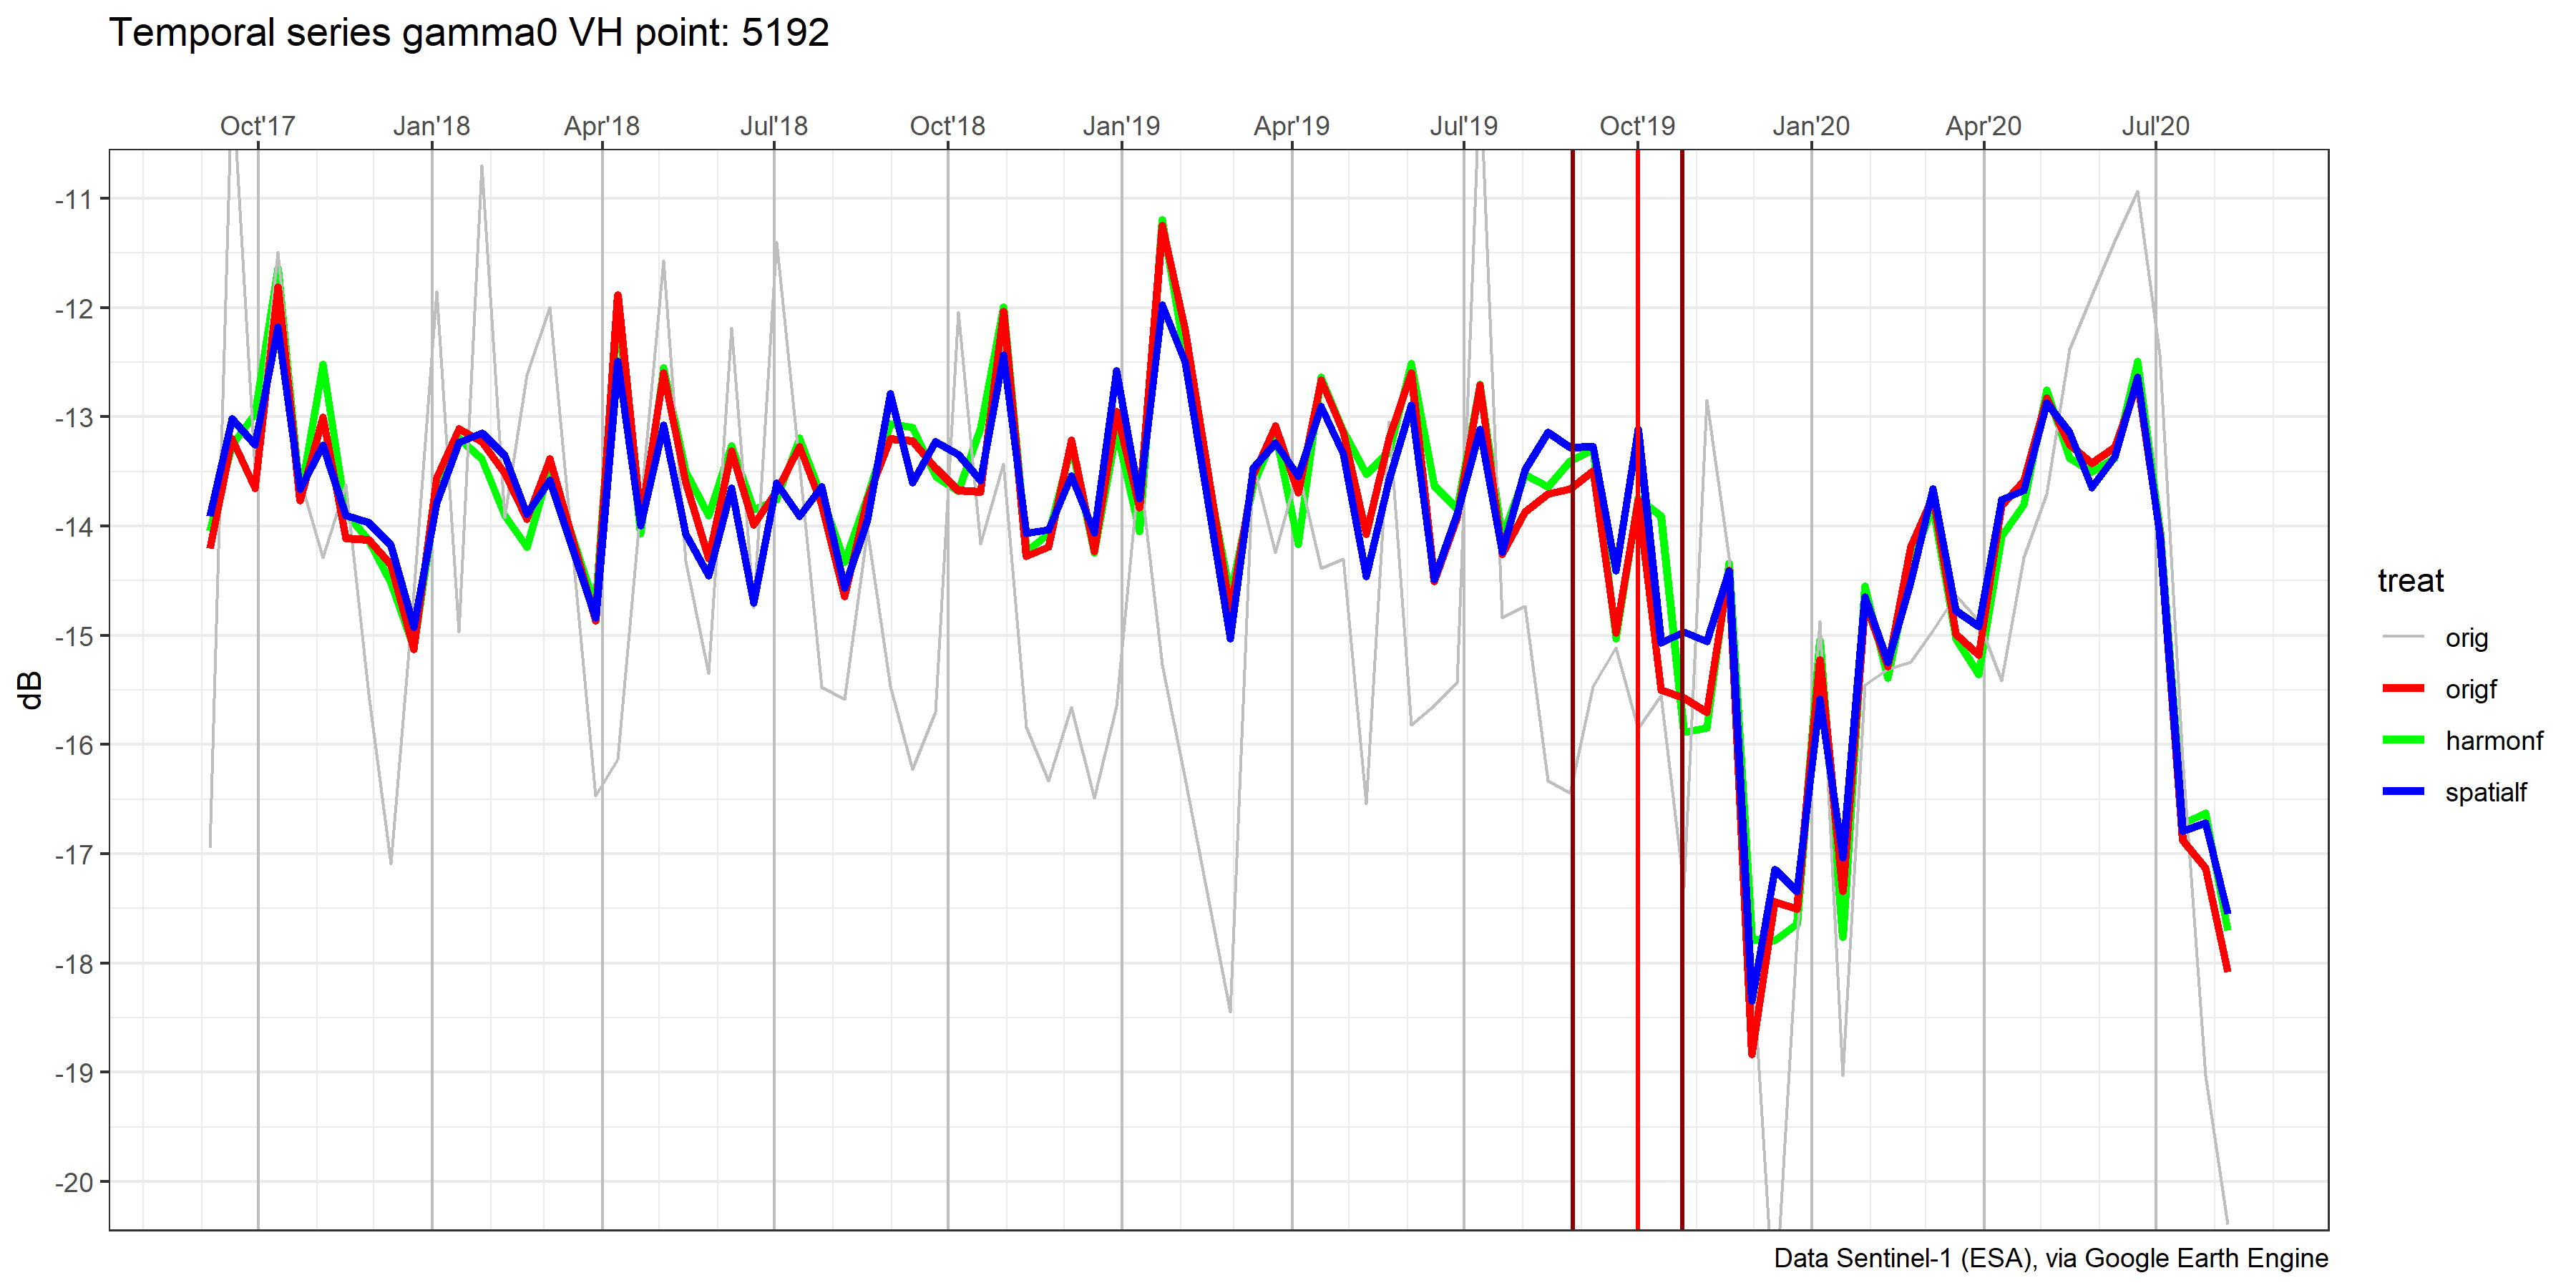 Temporal series gamma0 VH point: 5192
Oct'17 Jan'18 Apr'18 Jul'18 Oct'18 Jan'19 Apr'19 Jul'19 Oct'19 Jan'20 Apr'20 Jul'20
-11
-12
-13
-14
-15
-16
-17
-18
-19
-20
dB
treat
orig
origf
harmonf
spatialf
Data Sentinel-1 (ESA), via Google Earth Engine